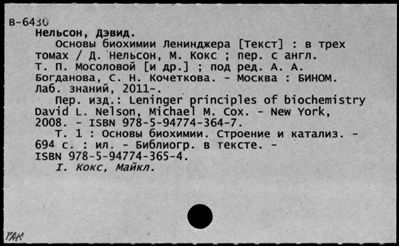 В-6430
Нельсон, Дэвид.
Основы биохимии Ленинджера [Текст] : в трех
томах / Д. Нельсон, М. Кокс ; пер. с англ.
Т. П. Мосоловой [и др.] ; под ред. А. А.
Богданова, С. Н. Кочеткова. - Москва : БИНОМ.
Лаб. знаний, 2011-.
Пер. изд.: Leninger principles of biochemistry
David L. Nelson, Michael M. Cox. - New York,
2008. - ISBN 978-5-94774-364-7.
Т. 1 : Основы биохимии. Строение и катализ. -
694 с. : ил. - Библиогр. в тексте. -
ISBN 978-5-94774-365-4.
I. Кокс, Майкл.
РАК